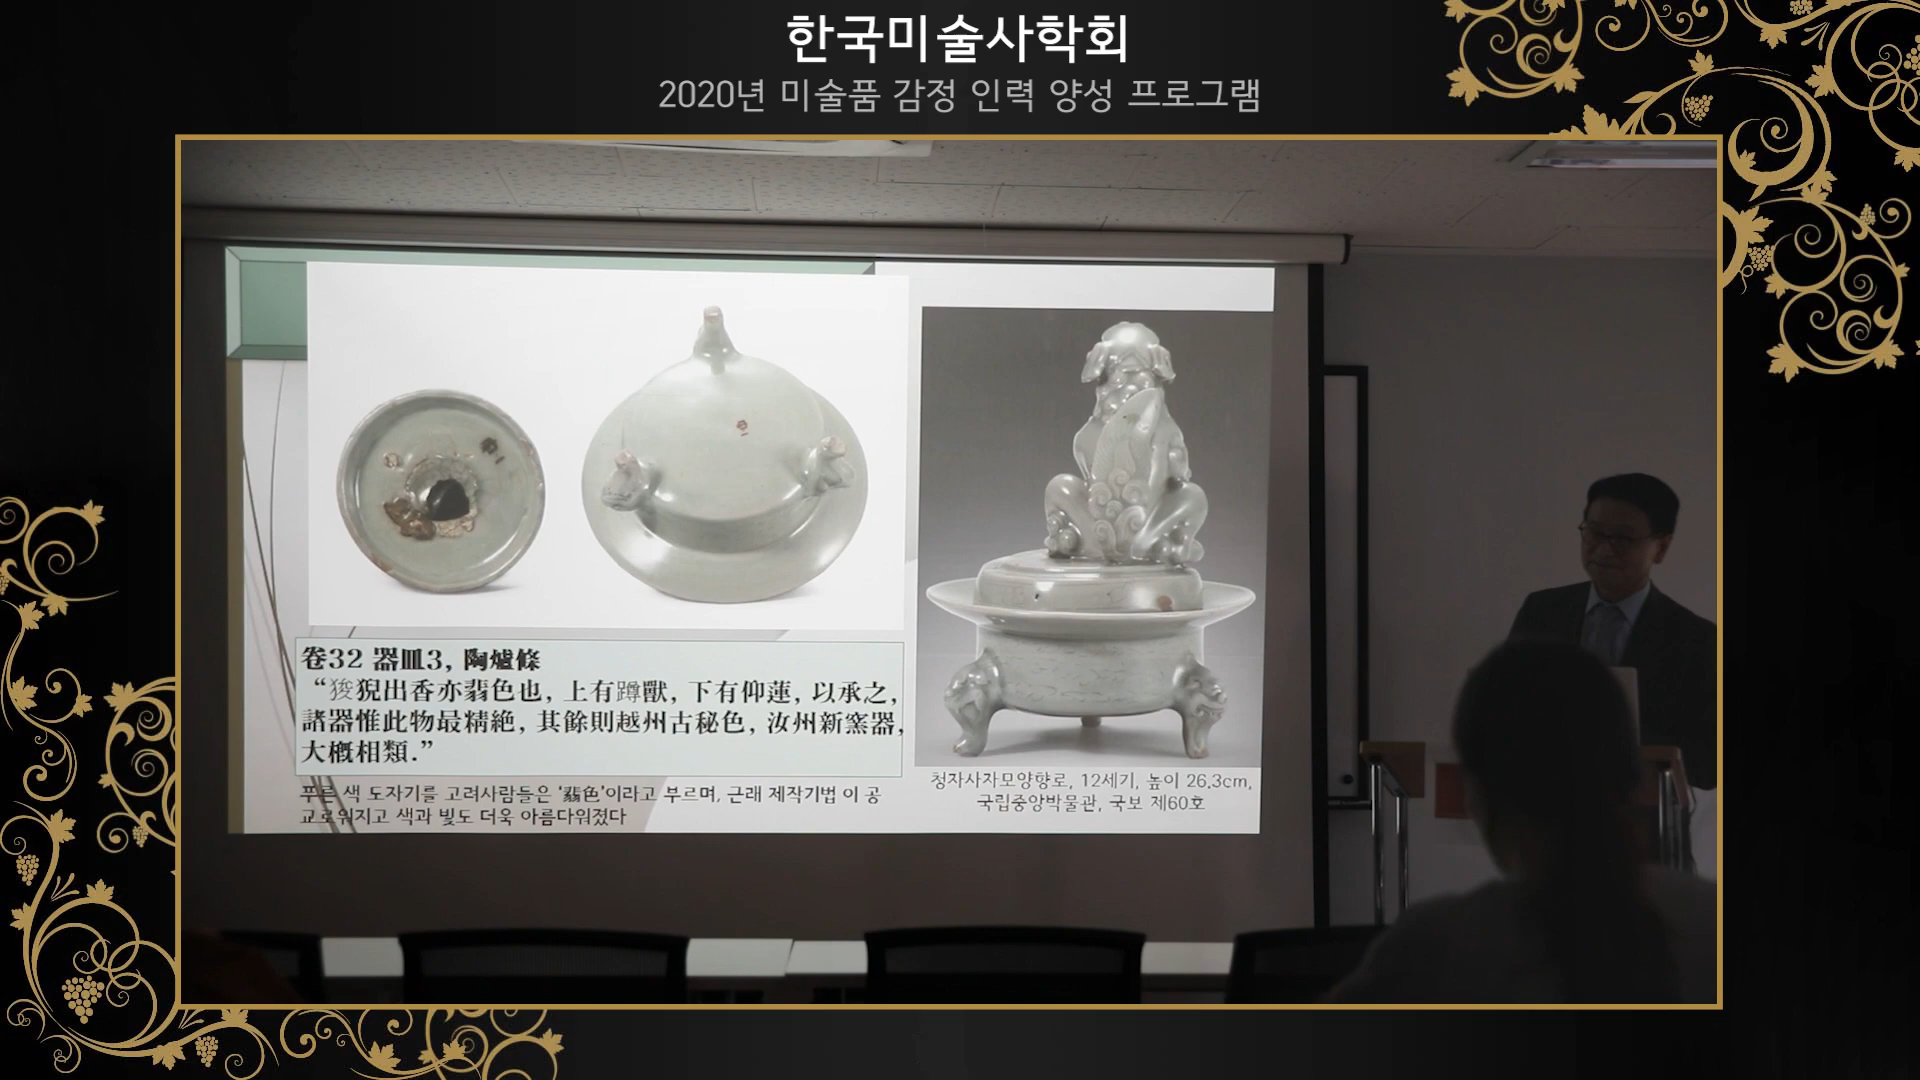 한국미술사학회
2020년 미술품 감정 인력 양성 프로그램
卷32 器皿3, 陶爐條
“狻猊出香亦翡色也, 上有蹲獸, 下有仰蓮, 以承之,
諸器惟此物最精絶, 其餘則越州古秘色, 汝州新窯器,
大槪相類.”
푸른 색 도자기를 고려사람들은 '翡色'이라고 부르며, 근래 제작기법 이 공
교로워지고 색과 빛도 더욱 아름다워졌다
청자사자모양향로, 12세기, 높이 26.3cm,
국립중앙박물관, 국보 제60호